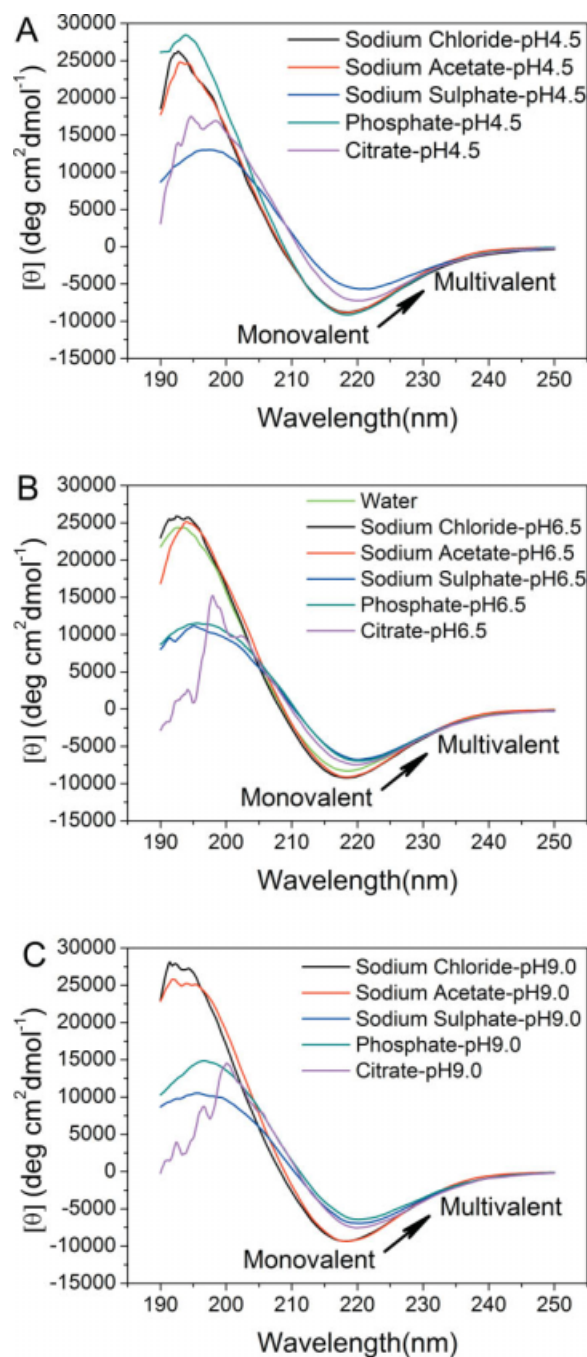 A
30000
25000
20000
15000
10000
5000
0
-5000
-10000
-15000
[θ] (deg cm²dmol⁻¹)
Sodium Chloride-pH4.5
Sodium Acetate-pH4.5
Sodium Sulphate-pH4.5
Phosphate-pH4.5
Citrate-pH4.5
Multivalent
Monovalent
190 200 210 220 230 240 250
Wavelength(nm)
B
30000
25000
20000
15000
10000
5000
0
-5000
-10000
-15000
[θ] (deg cm²dmol⁻¹)
Water
Sodium Chloride-pH6.5
Sodium Acetate-pH6.5
Sodium Sulphate-pH6.5
Phosphate-pH6.5
Citrate-pH6.5
Multivalent
Monovalent
190 200 210 220 230 240 250
Wavelength(nm)
C
30000
25000
20000
15000
10000
5000
0
-5000
-10000
-15000
[θ] (deg cm²dmol⁻¹)
Sodium Chloride-pH9.0
Sodium Acetate-pH9.0
Sodium Sulphate-pH9.0
Phosphate-pH9.0
Citrate-pH9.0
Multivalent
Monovalent
190 200 210 220 230 240 250
Wavelength(nm)